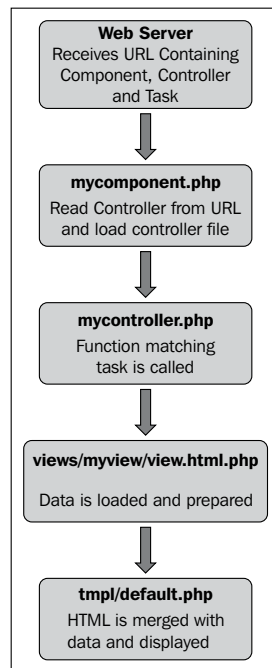 Web Server
Receives URL Containing
Component, Controller
and Task
mycomponent.php
Read Controller from URL
and load controller file
mycontroller.php
Function matching
task is called
views/myview/view.html.php
Data is loaded and prepared
tmpl/default.php
HTML is merged with
data and displayed